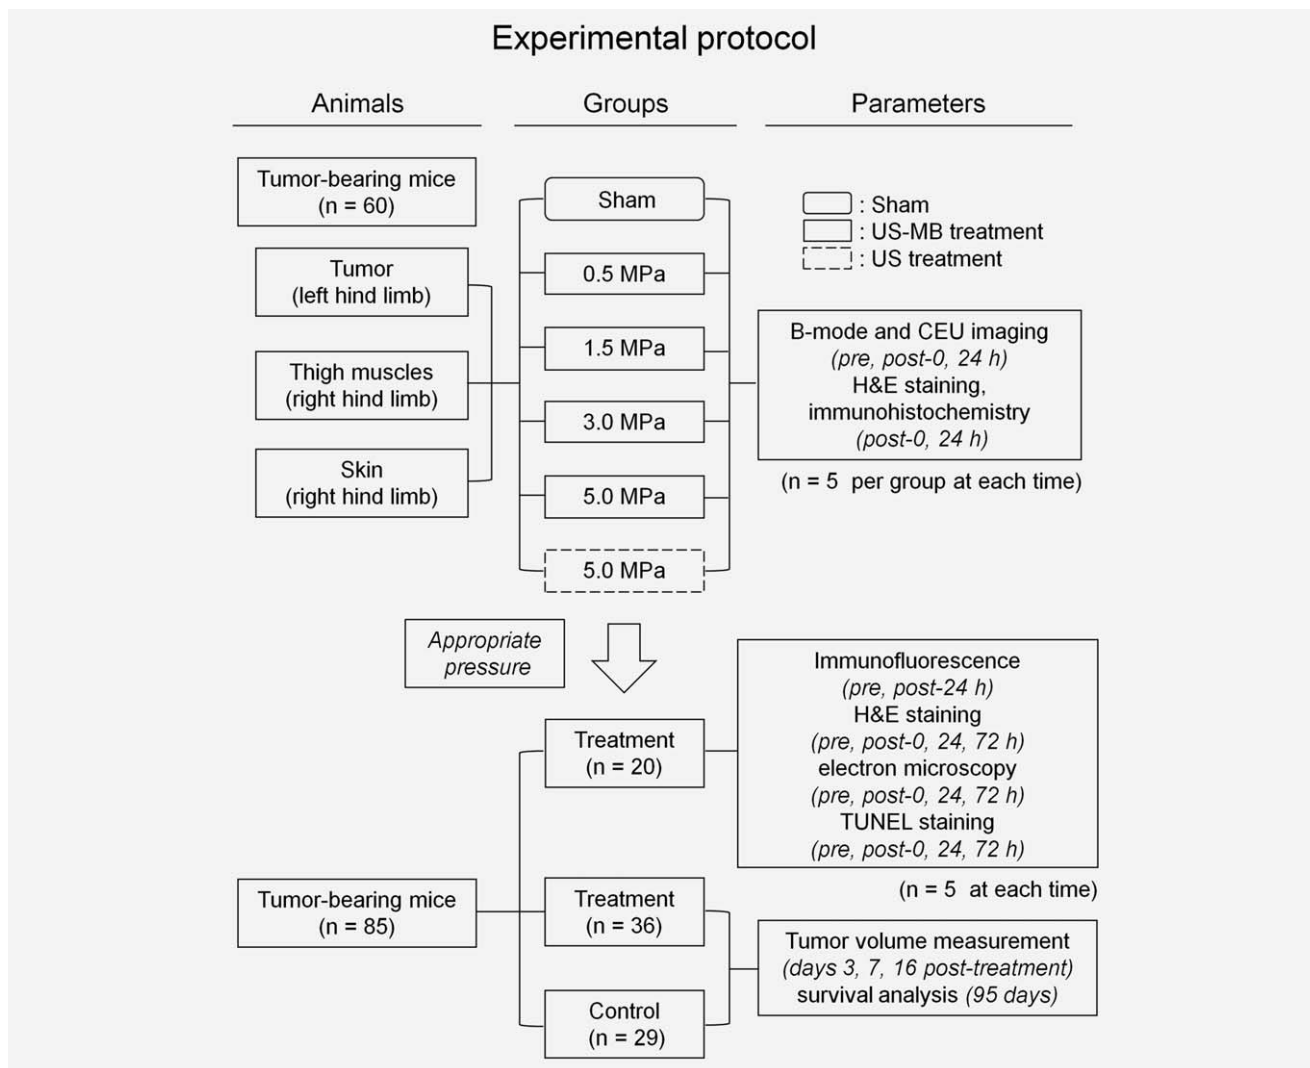 Experimental protocol
Animals
Groups
Parameters
Tumor-bearing mice
(n = 60)
Tumor
(left hind limb)
Thigh muscles
(right hind limb)
Skin
(right hind limb)
Sham
0.5 MPa
1.5 MPa
3.0 MPa
5.0 MPa
5.0 MPa
: Sham
: US-MB treatment
: US treatment
B-mode and CEU imaging
(pre, post-0, 24 h)
H&E staining,
immunohistochemistry
(post-0, 24 h)
(n = 5 per group at each time)
Appropriate
pressure
Tumor-bearing mice
(n = 85)
Treatment
(n = 20)
Treatment
(n = 36)
Control
(n = 29)
Immunofluorescence
(pre, post-24 h)
H&E staining
(pre, post-0, 24, 72 h)
electron microscopy
(pre, post-0, 24, 72 h)
TUNEL staining
(pre, post-0, 24, 72 h)
(n = 5 at each time)
Tumor volume measurement
(days 3, 7, 16 post-treatment)
survival analysis (95 days)